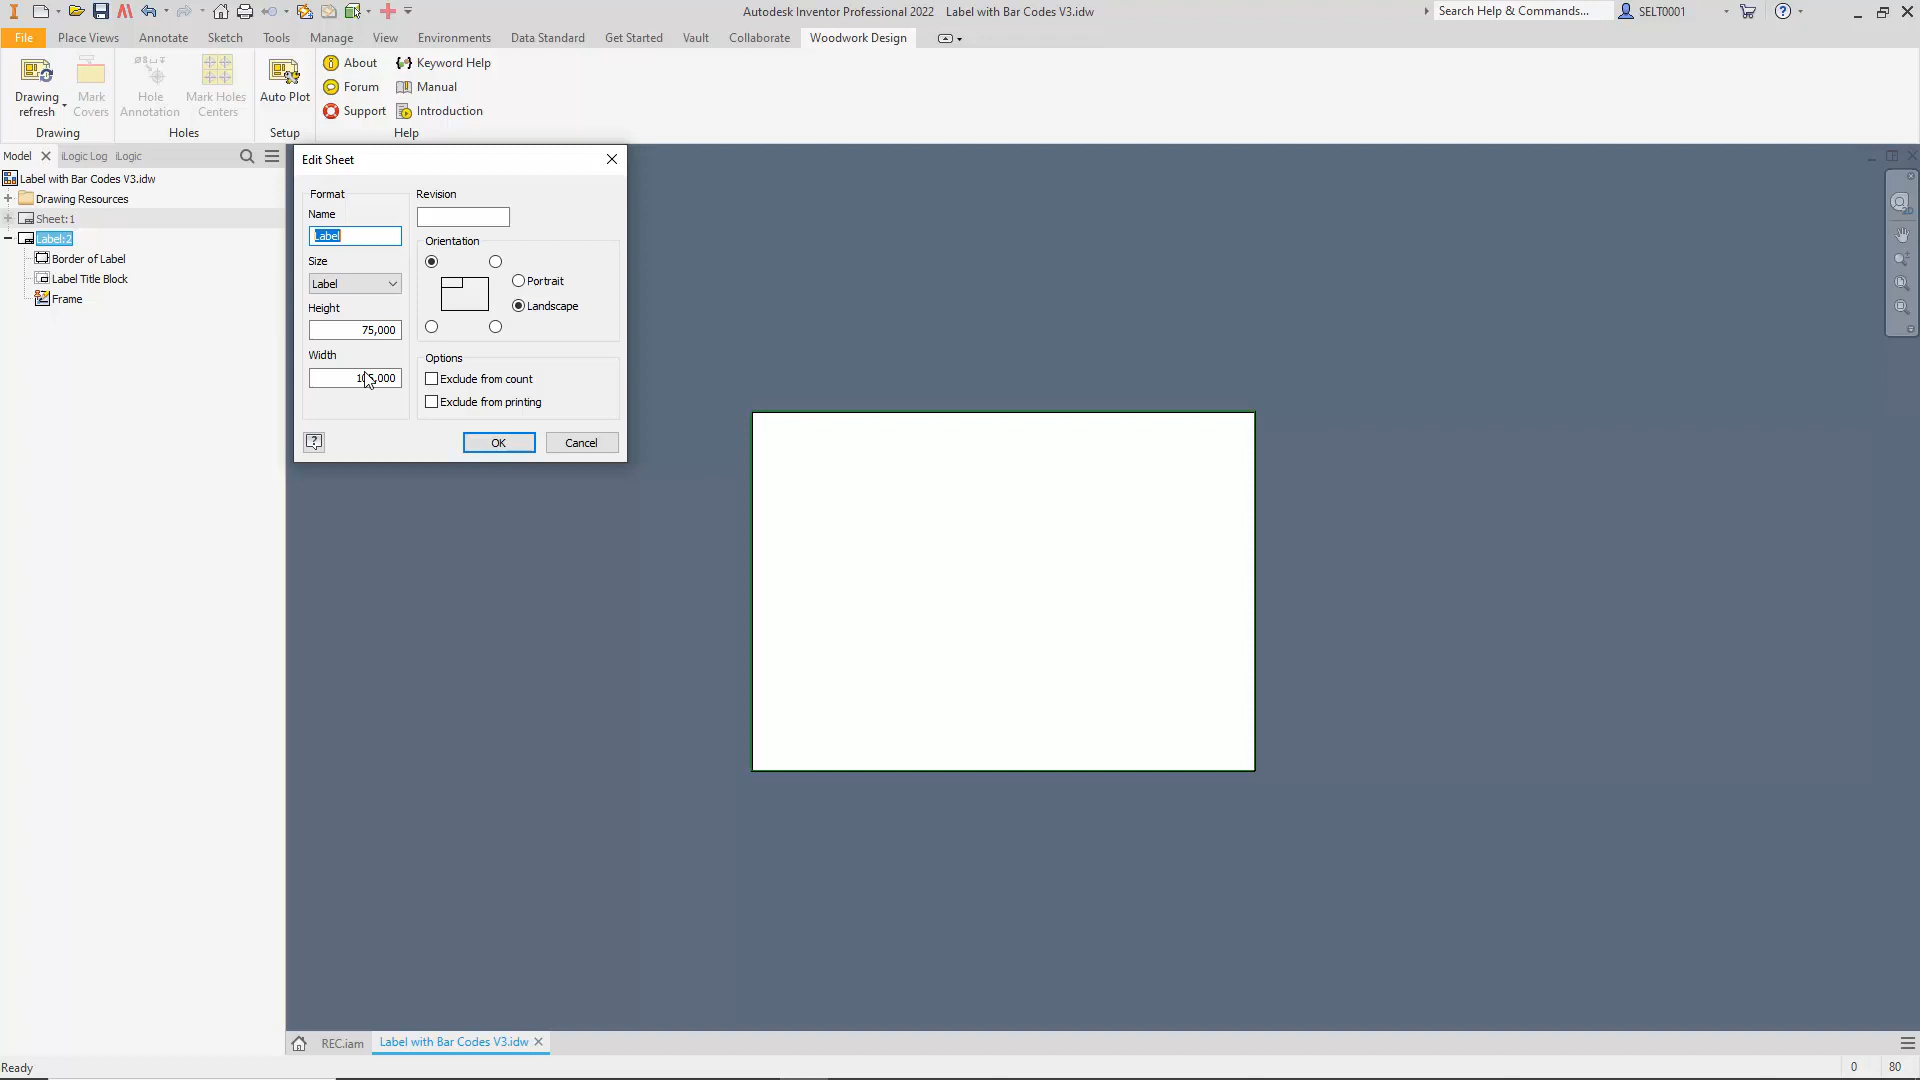 Autodesk Inventor Professional 2022 Label with Bar Codes V3.idw
Search Help & Commands...
SELT0001
File Place Views Annotate Sketch Tools Manage View Environments Data Standard Get Started Vault Collaborate Woodwork Design
Drawing refresh
Mark Covers
Hole Annotation
Mark Holes Centers
Auto Plot
About
Keyword Help
Forum
Manual
Support
Introduction
Drawing Holes Setup Help
Model iLogic Log iLogic
Label with Bar Codes V3.idw
Drawing Resources
Sheet:1
Label:2
Border of Label
Label Title Block
Frame
Edit Sheet
Format
Name
Label
Size
Label
Height
75,000
Width
Revision
Orientation
Portrait
Landscape
Options
Exclude from count
Exclude from printing
OK Cancel
2D
REC.iam Label with Bar Codes V3.idw
Ready 0 80